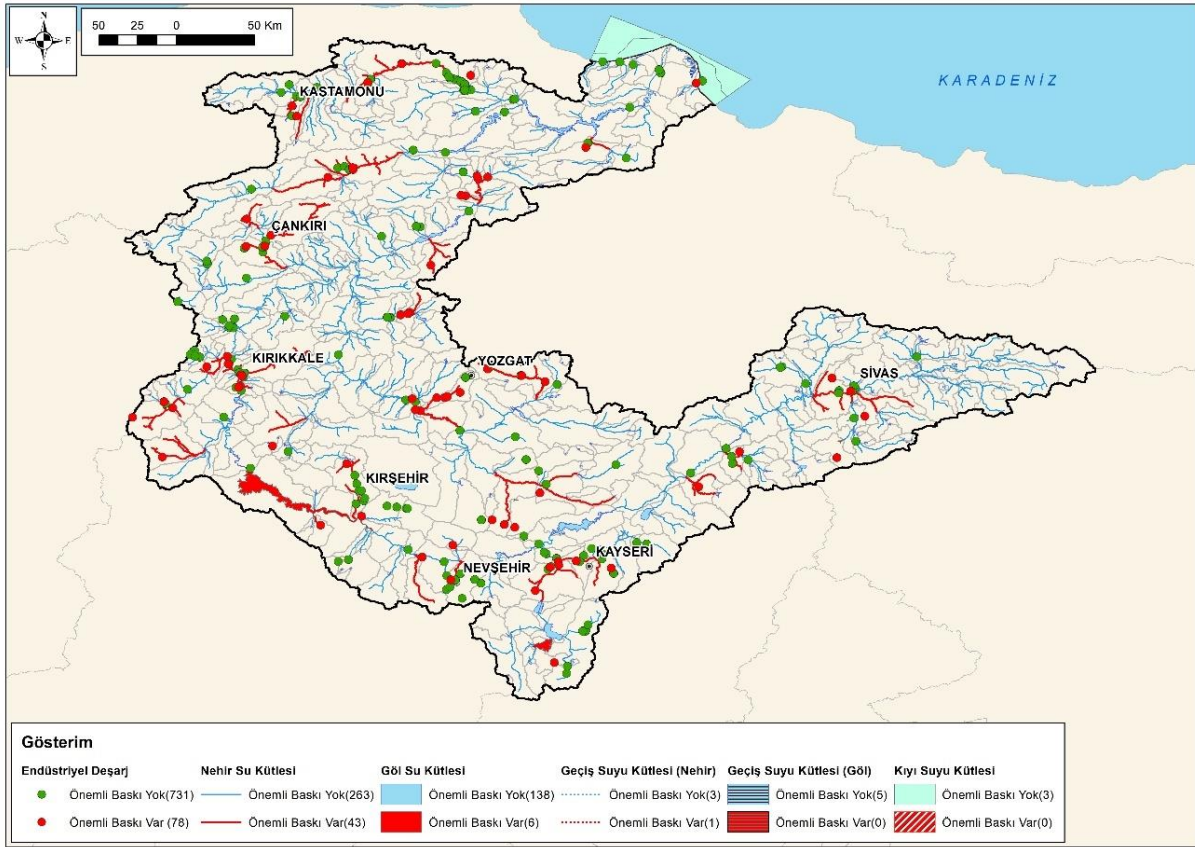 N
W E
S
50 25 0 50 Km
KARADENİZ
KASTAMONU
ÇANKIRI
KIRIKKALE
YOZGAT
SİVAS
KIRŞEHİR
KAYSERİ
NEVŞEHİR
Gösterim
Endüstriyel Deşarj
Önemli Baskı Yok(731)
Önemli Baskı Var (78)
Nehir Su Kütlesi
Önemli Baskı Yok(263)
Önemli Baskı Var(43)
Göl Su Kütlesi
Önemli Baskı Yok(138)
Önemli Baskı Var(6)
Geçiş Suyu Kütlesi (Nehir)
Önemli Baskı Yok(3)
Önemli Baskı Var(1)
Geçiş Suyu Kütlesi (Göl)
Önemli Baskı Yok(5)
Önemli Baskı Var(0)
Kıyı Suyu Kütlesi
Önemli Baskı Yok(3)
Önemli Baskı Var(0)